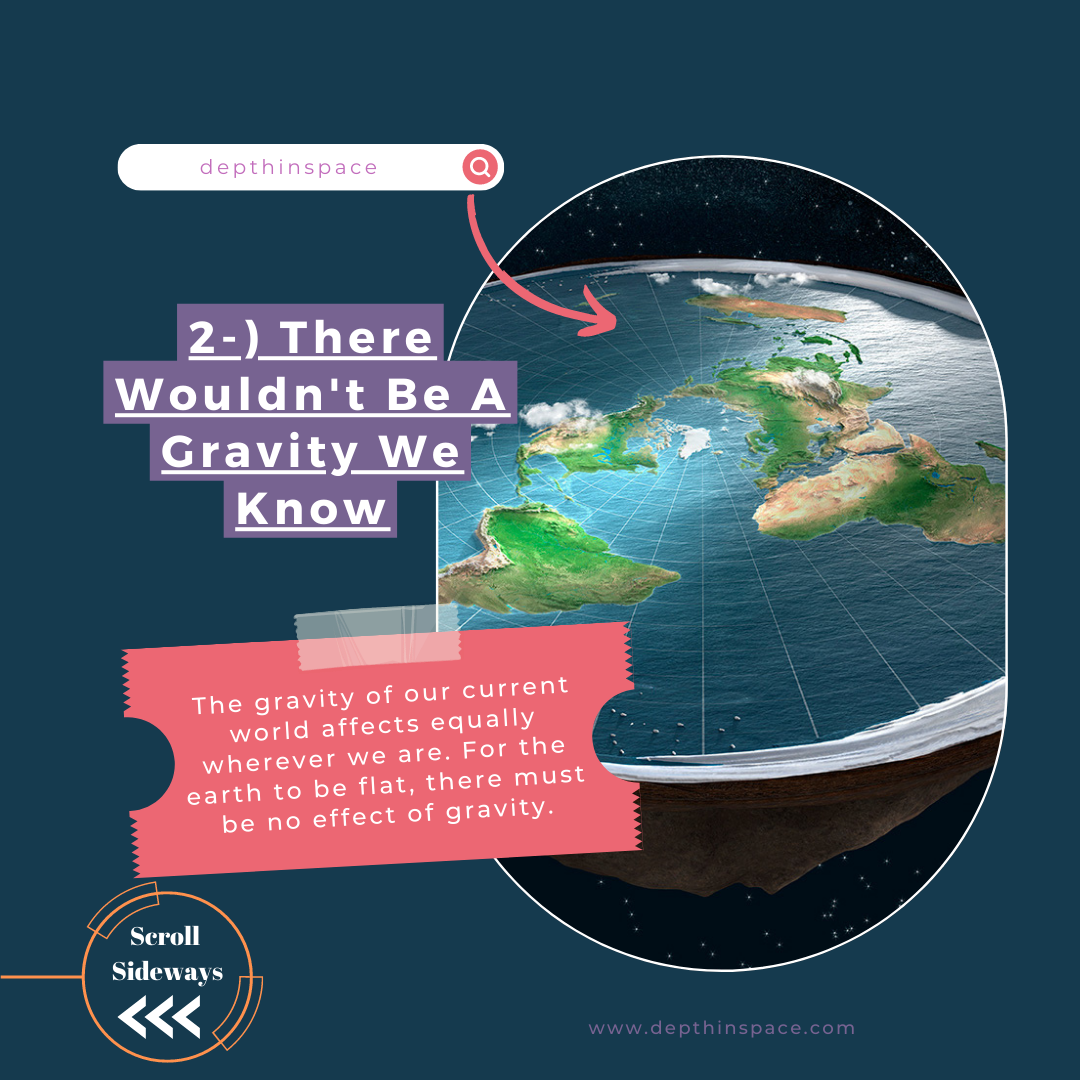 depthinspace
2-) There
Wouldn't Be A
Gravity We
Know
The gravity of our current
world affects equally
wherever we are. For the
earth to be flat, there must
be no effect of gravity.
Scroll
Sideways
www.depthinspace.com